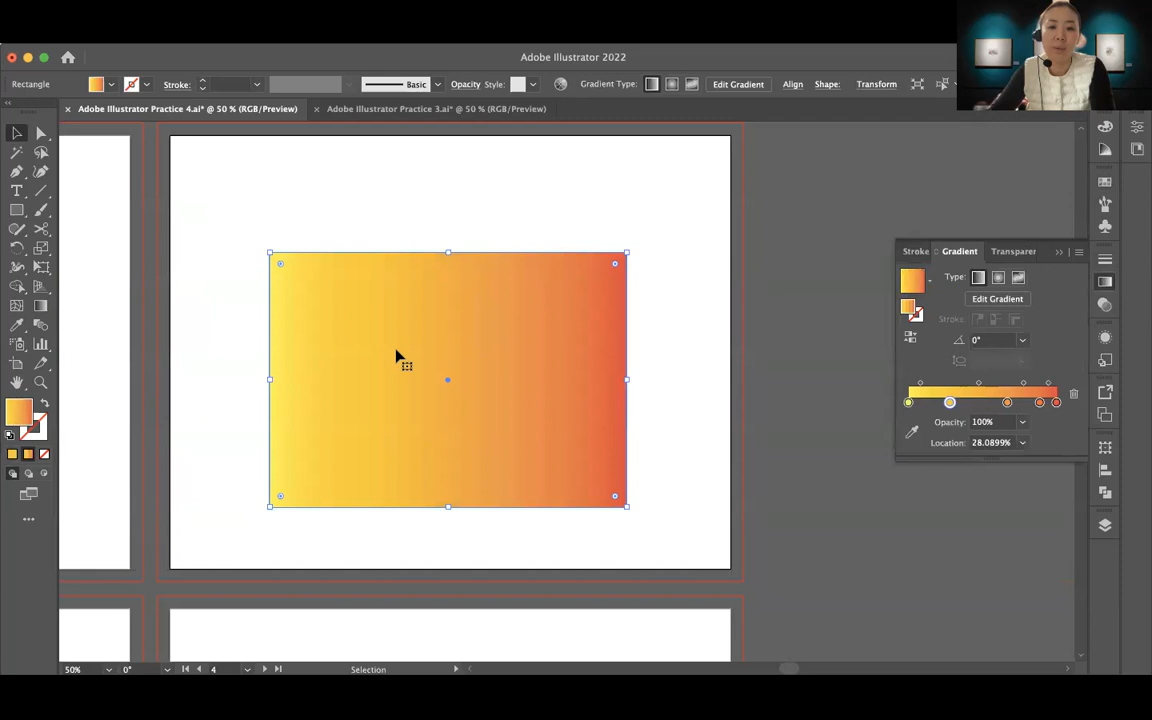 Adobe Illustrator 2022
Rectangle
Stroke:
Basic
Opacity
Style:
Gradient Type:
Edit Gradient
Align
Shape:
Transform
Adobe Illustrator Practice 4.ai* @ 50 % (RGB/Preview)
Adobe Illustrator Practice 3.ai* @ 50 % (RGB/Preview)
Stroke
Gradient
Transparer
Type:
Edit Gradient
Stroke:
0°
Opacity:
100%
Location:
28.0899%
50%
0°
4
Selection